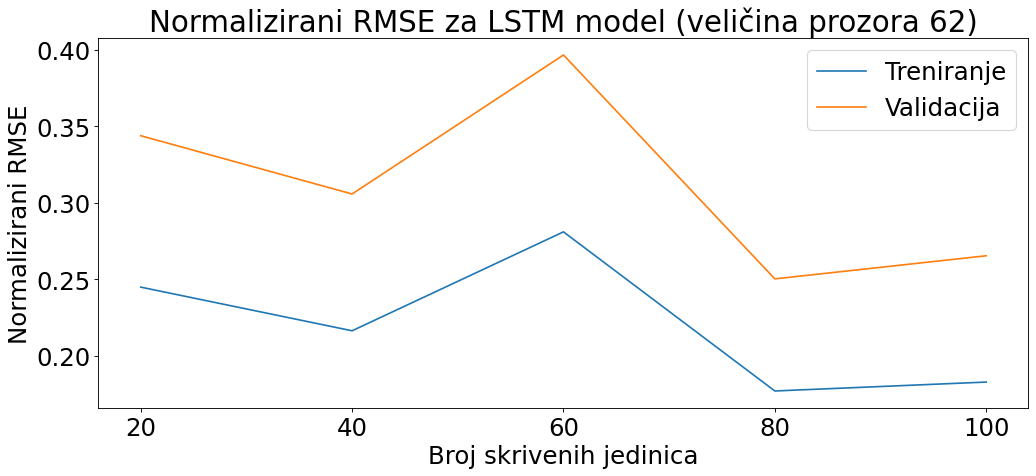 Normalizirani RMSE za LSTM model (veličina prozora 62)
Treniranje
Validacija
Normalizirani RMSE
0.40
0.35
0.30
0.25
0.20
20 40 60 80 100
Broj skrivenih jedinica